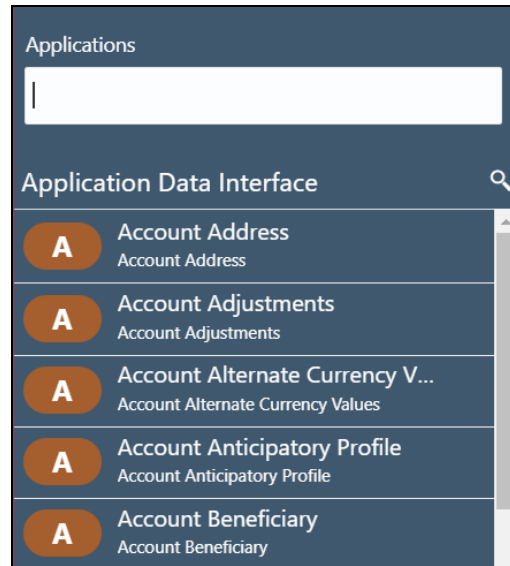 Applications
Application Data Interface
A
Account Address
Account Address
A
Account Adjustments
Account Adjustments
A
Account Alternate Currency V...
Account Alternate Currency Values
A
Account Anticipatory Profile
Account Anticipatory Profile
A
Account Beneficiary
Account Beneficiary